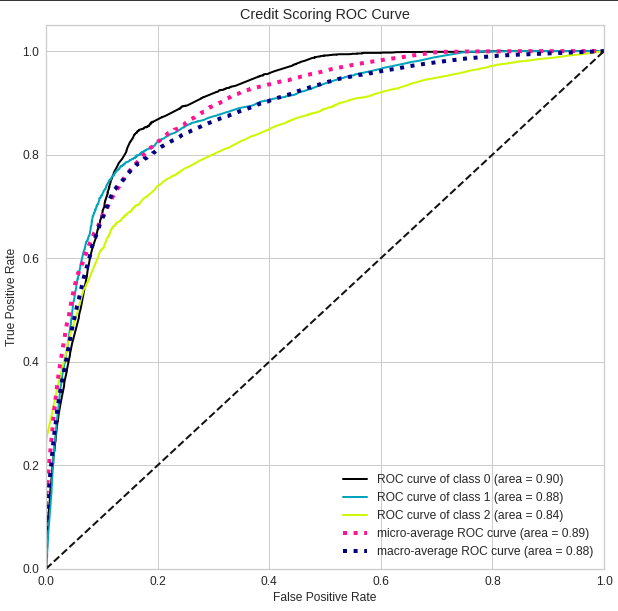 Credit Scoring ROC Curve
1.0
0.8
0.6
0.4
0.2
0.0
True Positive Rate
ROC curve of class 0 (area = 0.90)
ROC curve of class 1 (area = 0.88)
ROC curve of class 2 (area = 0.84)
micro-average ROC curve (area = 0.89)
macro-average ROC curve (area = 0.88)
0.0 0.2 0.4 0.6 0.8 1.0
False Positive Rate